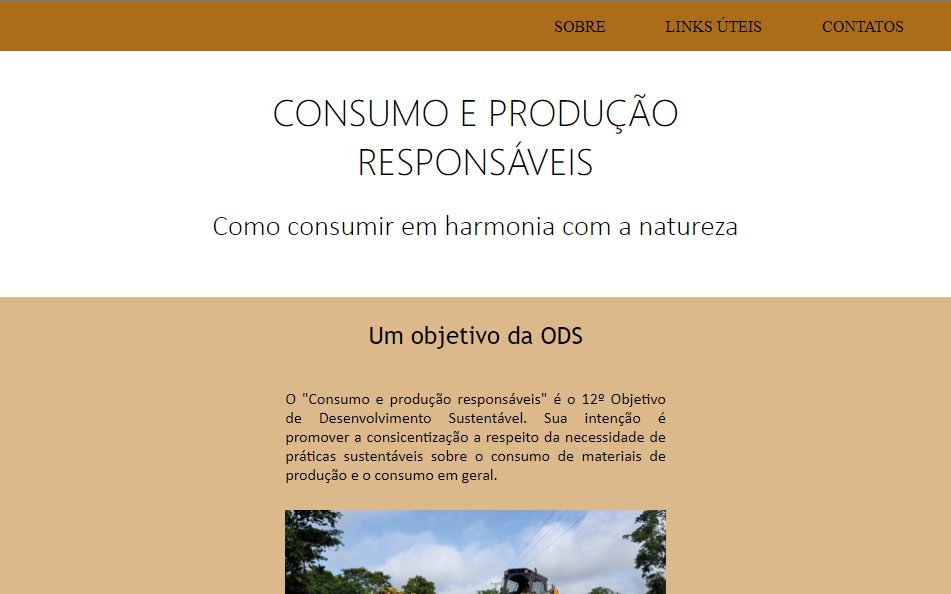 SOBRE LINKS ÚTEIS CONTATOS
CONSUMO E PRODUÇÃO
RESPONSÁVEIS
Como consumir em harmonia com a natureza
Um objetivo da ODS
O "Consumo e produção responsáveis" é o 12º Objetivo
de Desenvolvimento Sustentável. Sua intenção é
promover a consicentização a respeito da necessidade de
práticas sustentáveis sobre o consumo de materiais de
produção e o consumo em geral.